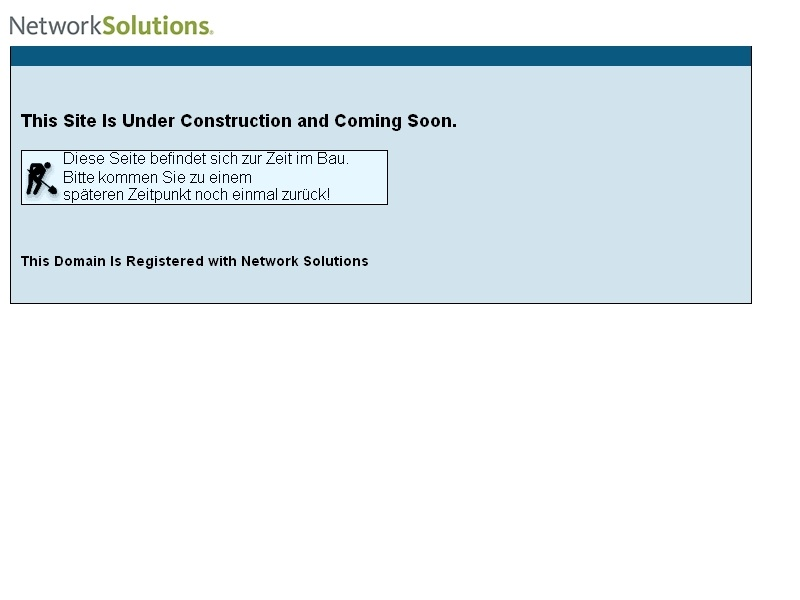 NetworkSolutions.
This Site Is Under Construction and Coming Soon.
Diese Seite befindet sich zur Zeit im Bau.
Bitte kommen Sie zu einem
späteren Zeitpunkt noch einmal zurück!
This Domain Is Registered with Network Solutions